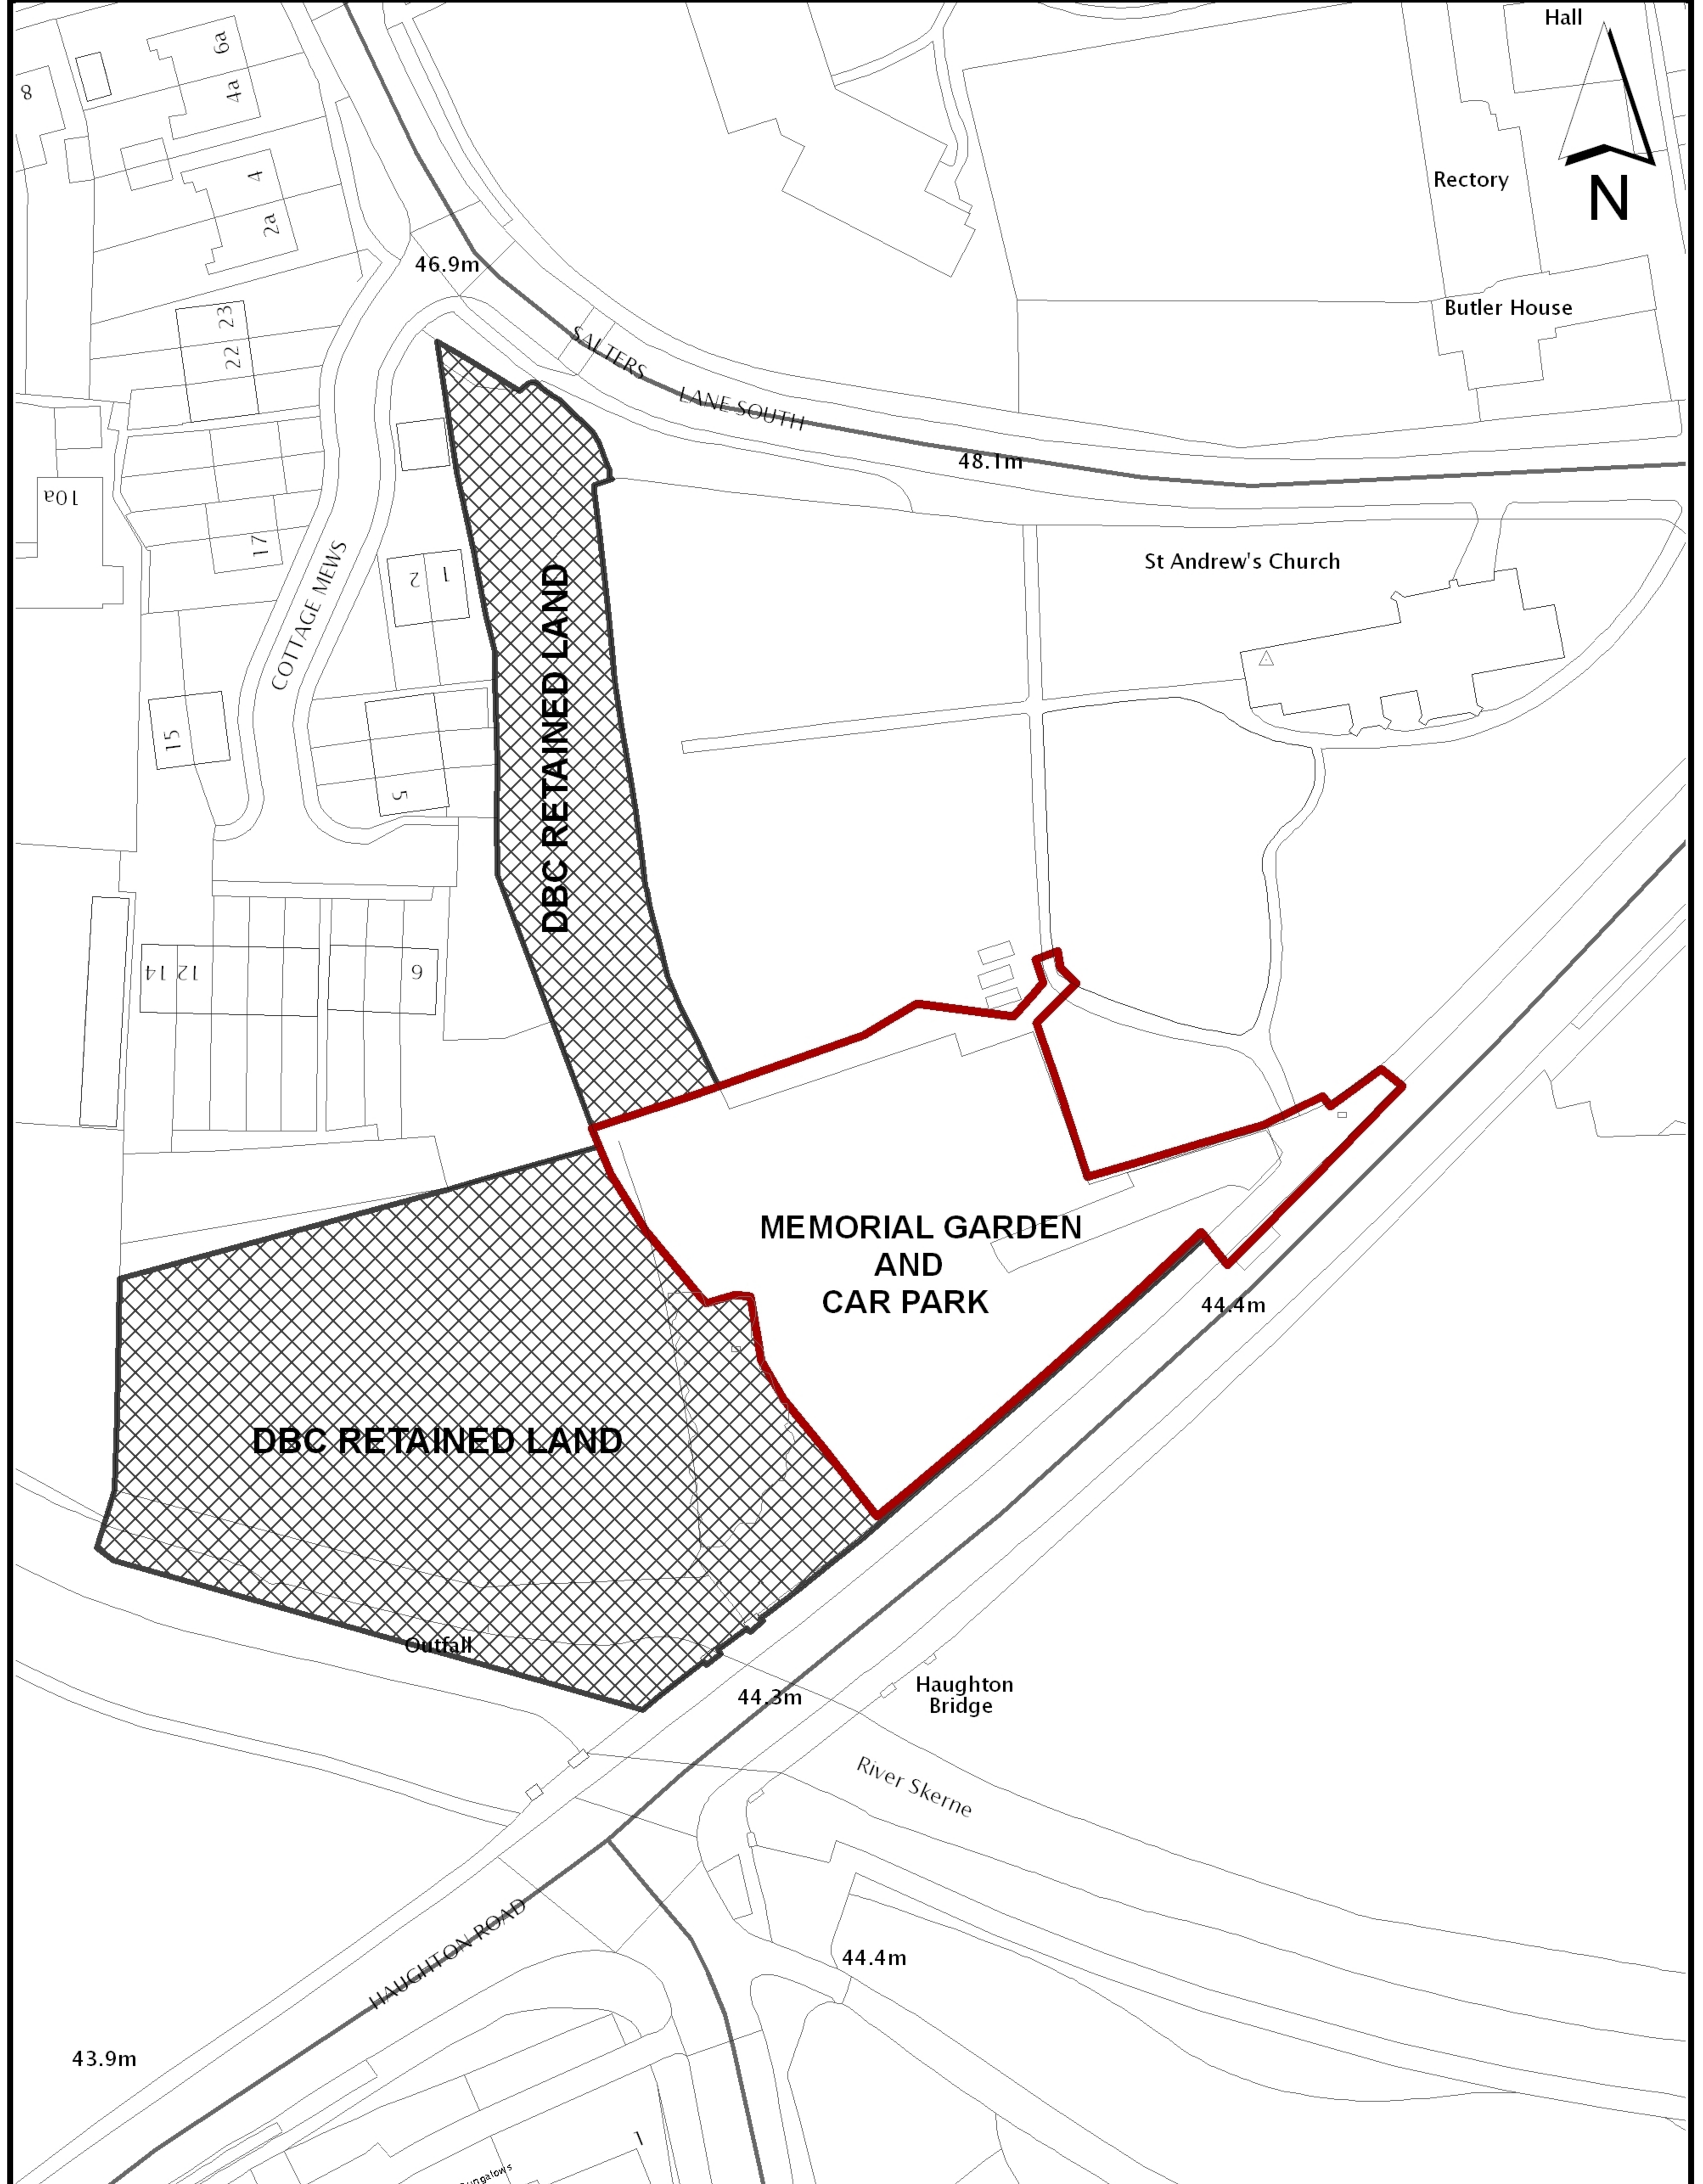 Hall
6a
8
4a
4
Rectory
N
2a
46.9m
23
Butler House
22
SALTERS LANE SOUTH
48.1m
10a
17
St Andrew's Church
2
1
COTTAGE MEWS
DBC RETAINED LAND
15
5
14
12
6
MEMORIAL GARDEN
AND
CAR PARK
44.4m
DBC RETAINED LAND
Outfall
Haughton
Bridge
44.3m
River Skerne
HAUGHTON ROAD
44.4m
43.9m
1